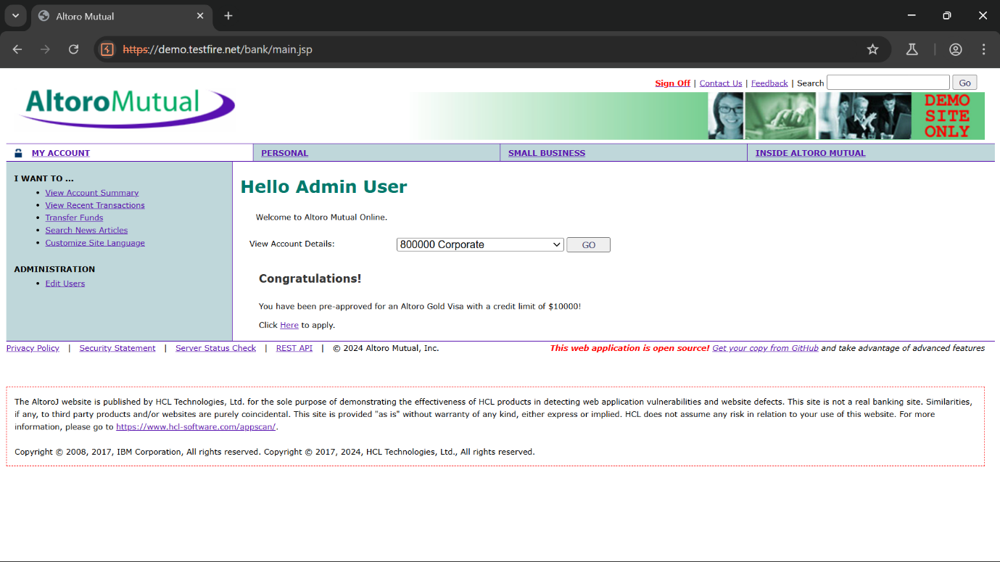 Altoro Mutual
https://demo.testfire.net/bank/main.jsp
Sign Off | Contact Us | Feedback | Search Go
AltoroMutual
DEMO
SITE
ONLY
MY ACCOUNT PERSONAL SMALL BUSINESS INSIDE ALTORO MUTUAL
I WANT TO ...
• View Account Summary
• View Recent Transactions
• Transfer Funds
• Search News Articles
• Customize Site Language
ADMINISTRATION
• Edit Users
Hello Admin User
Welcome to Altoro Mutual Online.
View Account Details: 800000 Corporate GO
Congratulations!
You have been pre-approved for an Altoro Gold Visa with a credit limit of $10000!
Click Here to apply.
Privacy Policy | Security Statement | Server Status Check | REST API | © 2024 Altoro Mutual, Inc. This web application is open source! Get your copy from GitHub and take advantage of advanced features
The AltoroJ website is published by HCL Technologies, Ltd. for the sole purpose of demonstrating the effectiveness of HCL products in detecting web application vulnerabilities and website defects. This site is not a real banking site. Similarities,
if any, to third party products and/or websites are purely coincidental. This site is provided "as is" without warranty of any kind, either express or implied. HCL does not assume any risk in relation to your use of this website. For more
information, please go to https://www.hcl-software.com/appscan/.
Copyright © 2008, 2017, IBM Corporation, All rights reserved. Copyright © 2017, 2024, HCL Technologies, Ltd., All rights reserved.